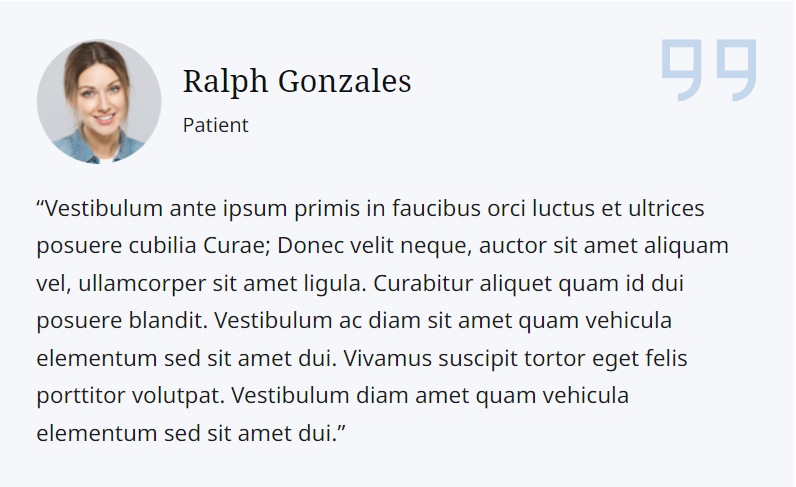 Ralph Gonzales
Patient
“Vestibulum ante ipsum primis in faucibus orci luctus et ultrices
posuere cubilia Curae; Donec velit neque, auctor sit amet aliquam
vel, ullamcorper sit amet ligula. Curabitur aliquet quam id dui
posuere blandit. Vestibulum ac diam sit amet quam vehicula
elementum sed sit amet dui. Vivamus suscipit tortor eget felis
porttitor volutpat. Vestibulum diam amet quam vehicula
elementum sed sit amet dui.”